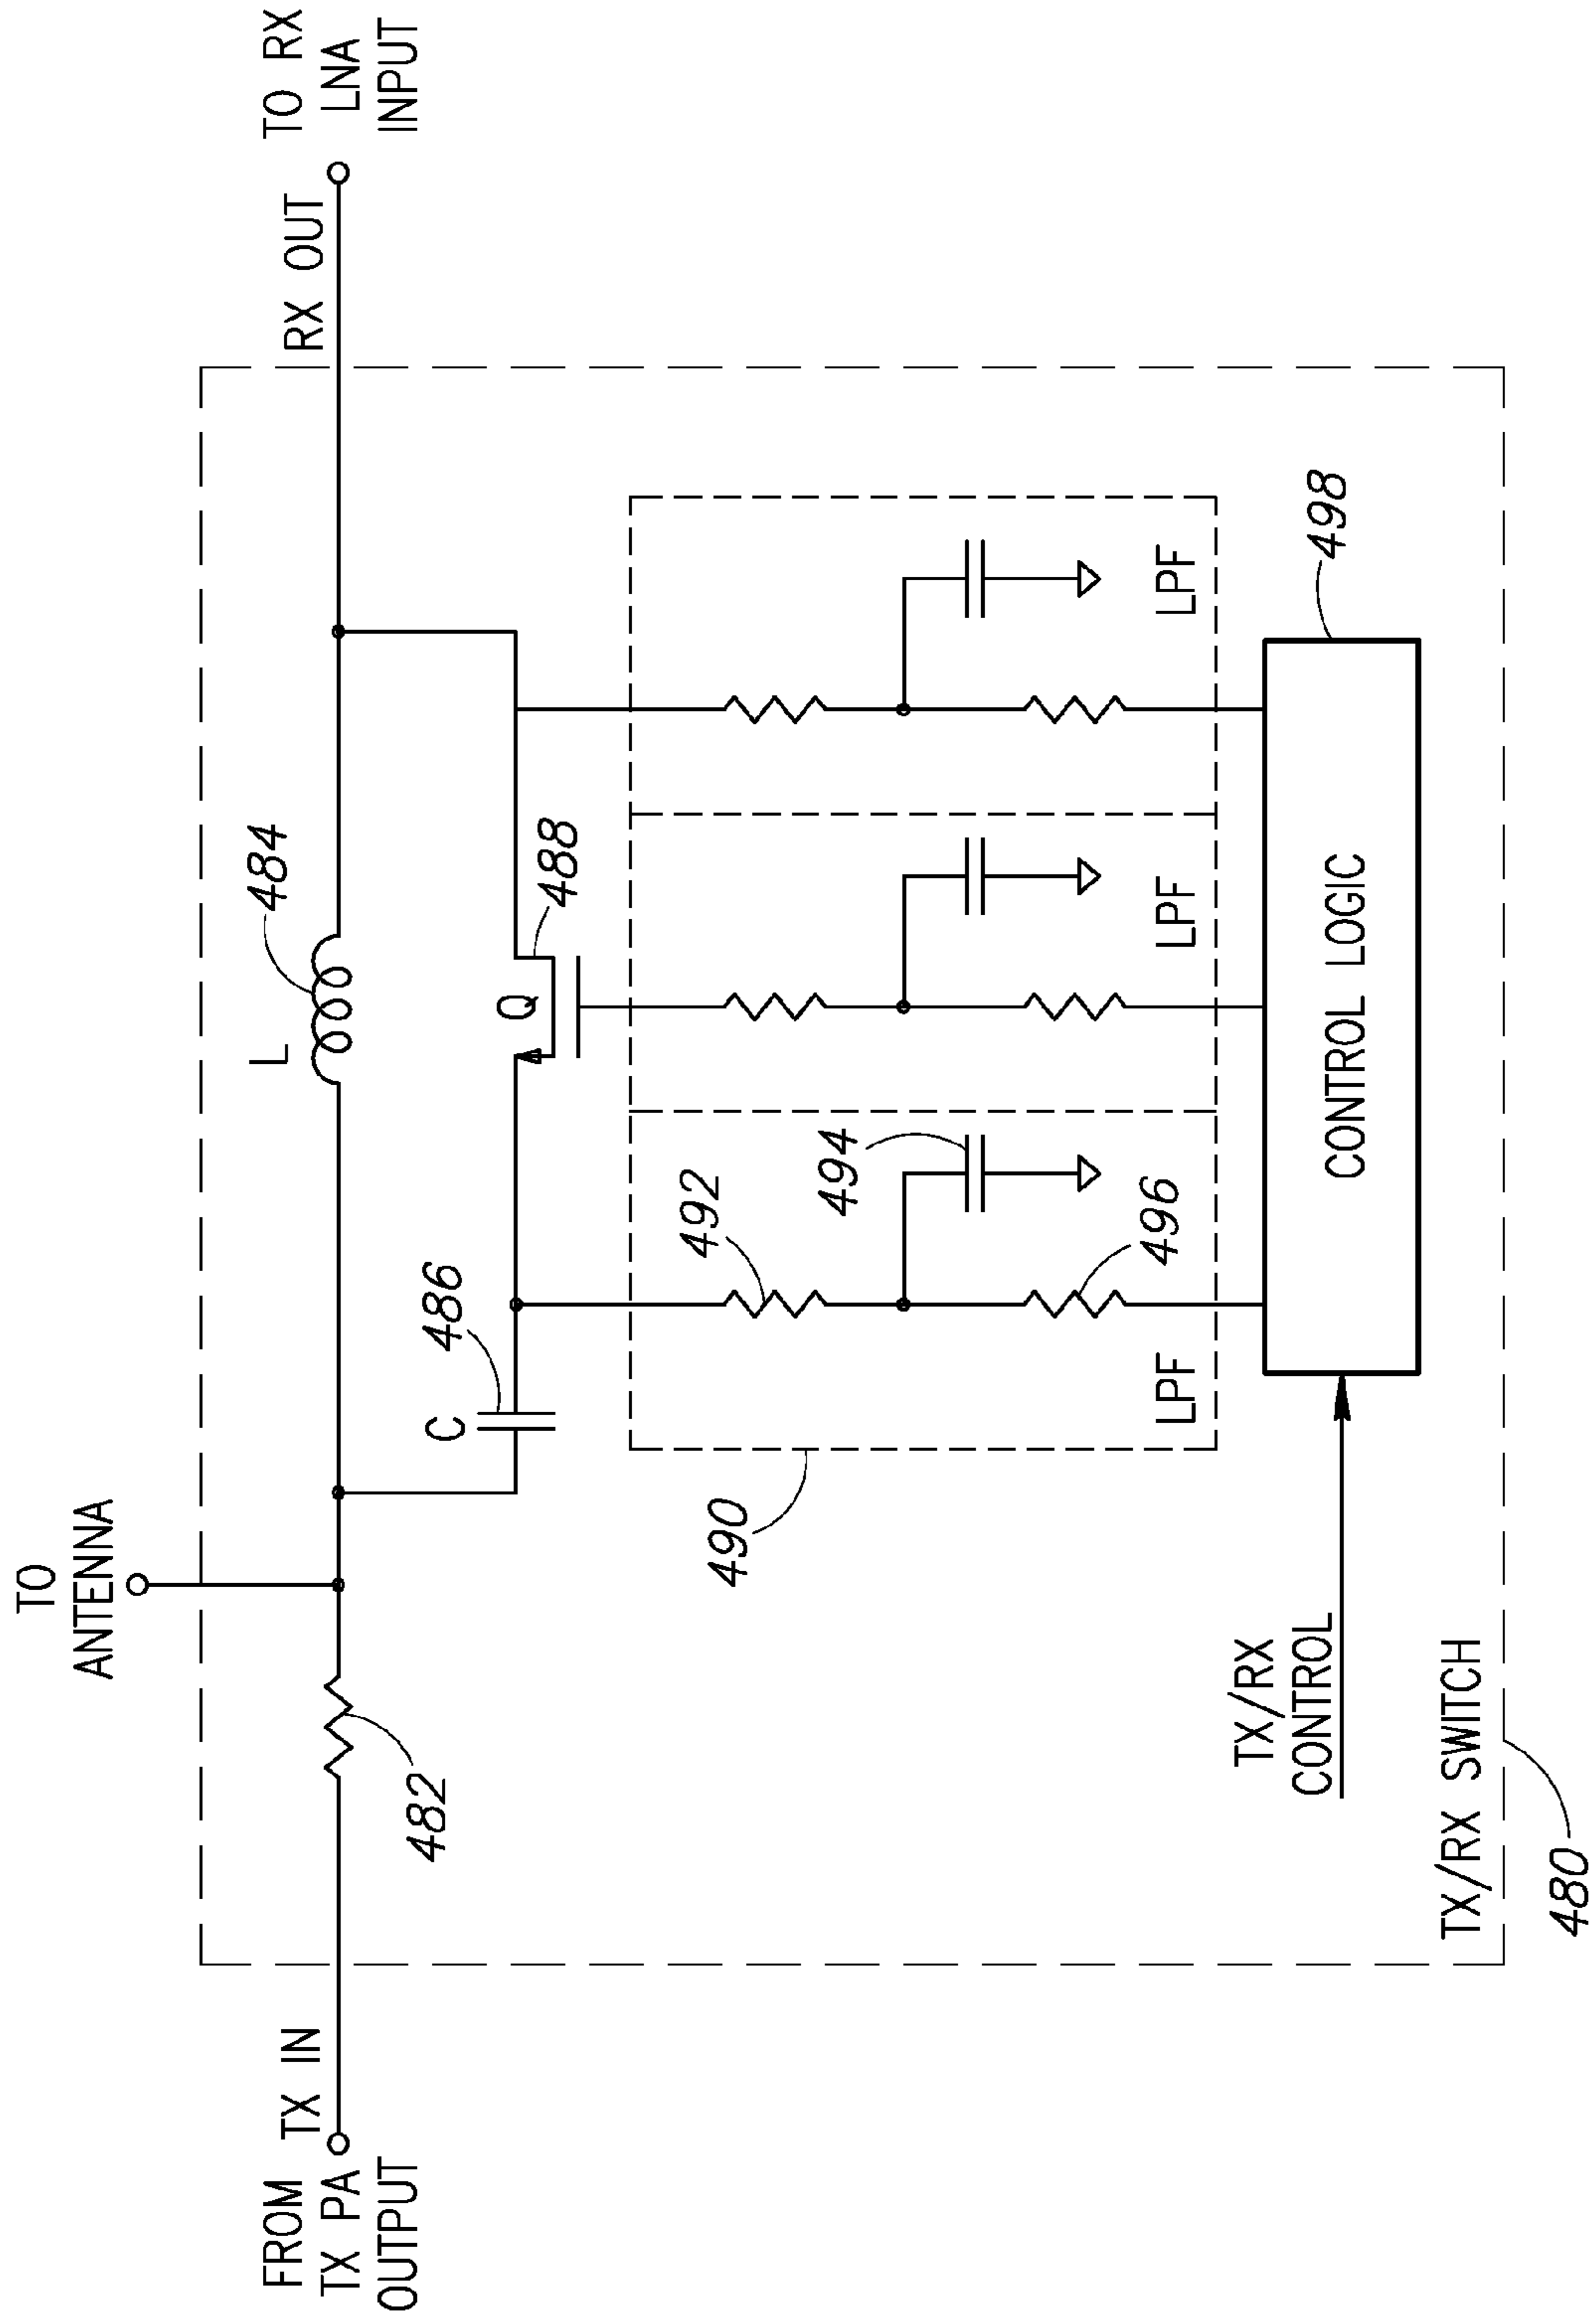 TO
ANTENNA
FROM
TX PA
OUTPUT
TX IN
482
L
484
RX OUT
TO RX
LNA
INPUT
C
486
Q
488
490
492
494
496
LPF
LPF
LPF
TX/RX
CONTROL
CONTROL LOGIC
498
TX/RX SWITCH
480